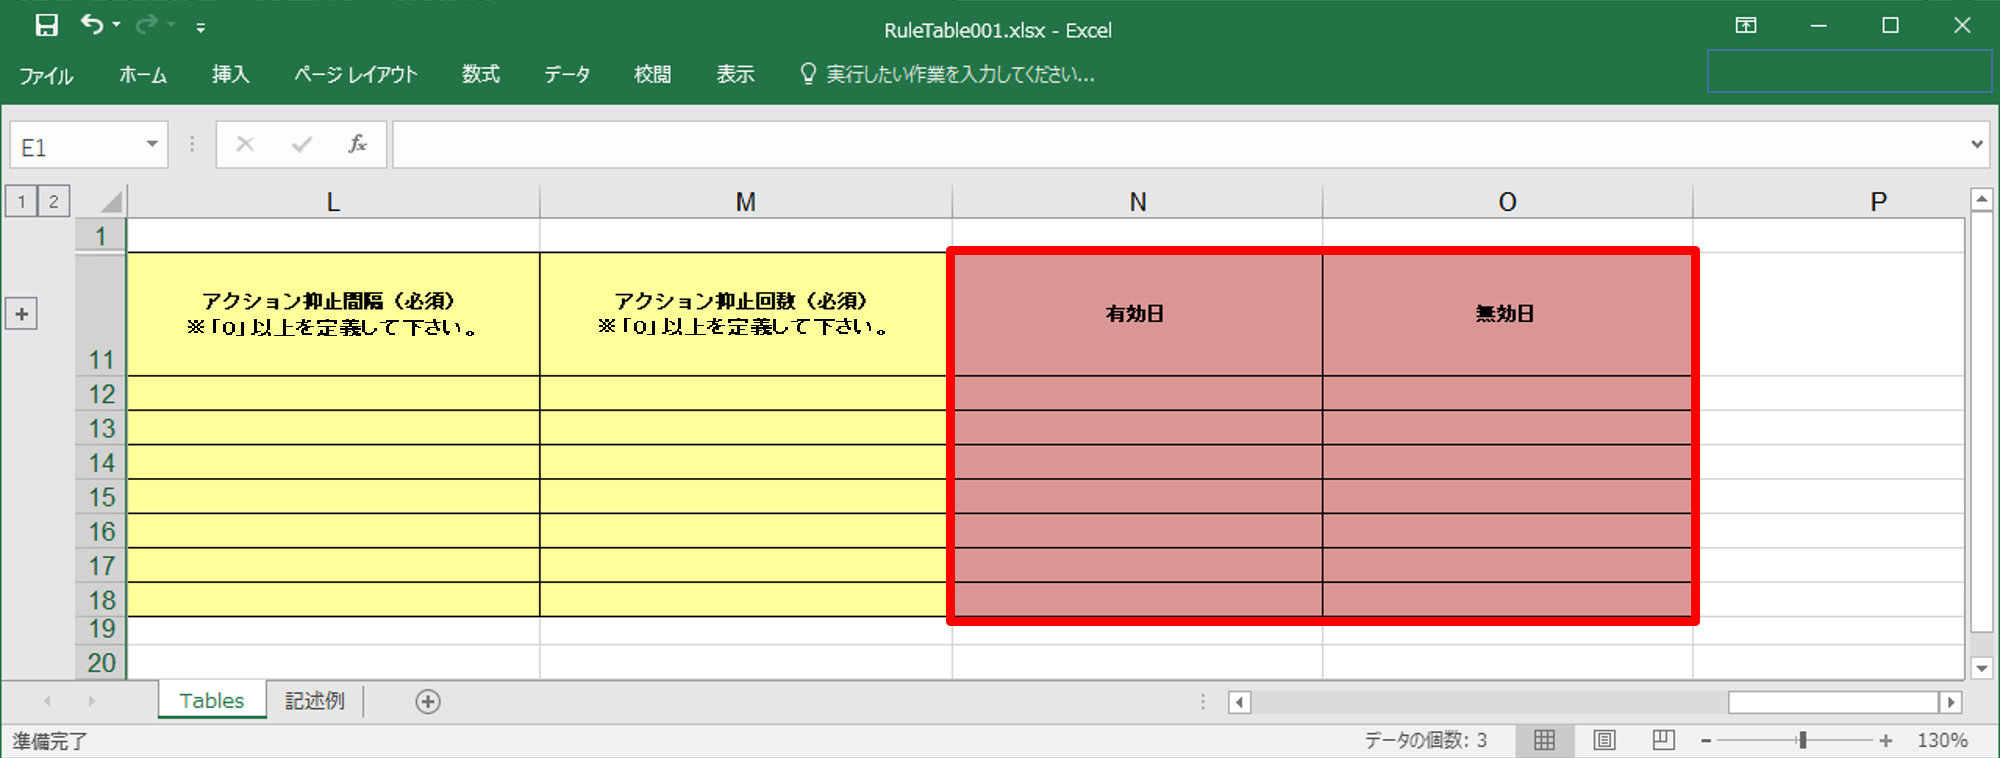 RuleTable001.xlsx - Excel
ファイル ホーム 挿入 ページ レイアウト 数式 データ 校閲 表示 実行したい作業を入力してください...
E1 fx
1 2 L M N O P
1
アクション抑止間隔（必須）
※「0」以上を定義して下さい。
アクション抑止回数（必須）
※「0」以上を定義して下さい。
有効日
無効日
11
12
13
14
15
16
17
18
19
20
Tables 記述例
準備完了 データの個数: 3 130%